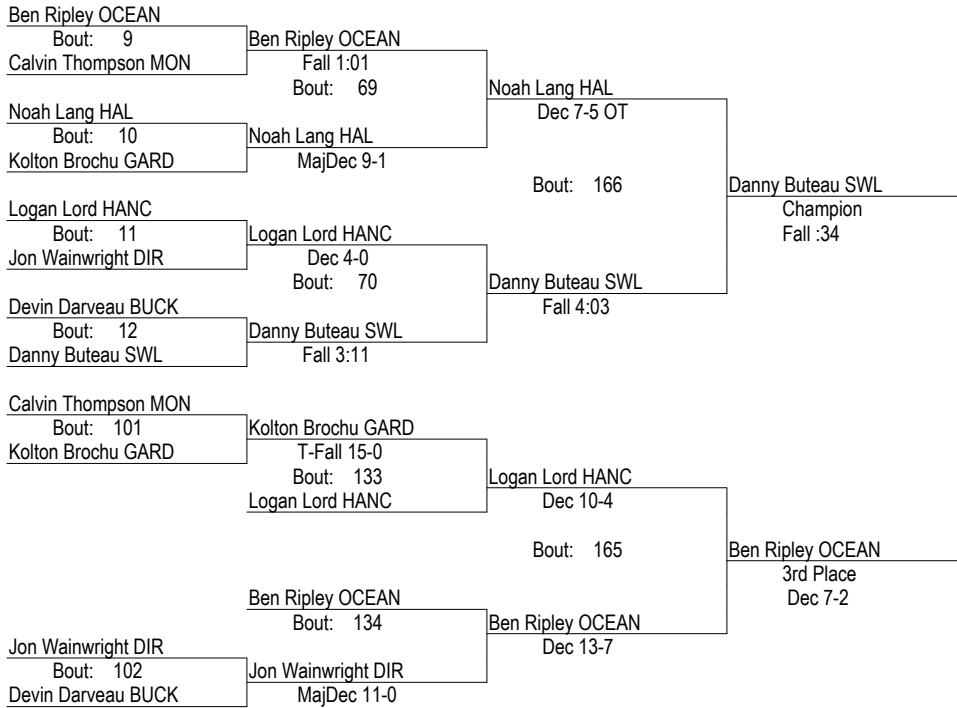 Ben Ripley OCEAN
Bout: 9
Ben Ripley OCEAN
Calvin Thompson MON
Fall 1:01
Bout: 69
Noah Lang HAL
Noah Lang HAL
Dec 7-5 OT
Bout: 10
Noah Lang HAL
Kolton Brochu GARD
MajDec 9-1
Bout: 166
Danny Buteau SWL
Logan Lord HANC
Champion
Bout: 11
Logan Lord HANC
Fall :34
Jon Wainwright DIR
Dec 4-0
Bout: 70
Danny Buteau SWL
Devin Darveau BUCK
Fall 4:03
Bout: 12
Danny Buteau SWL
Danny Buteau SWL
Fall 3:11
Calvin Thompson MON
Bout: 101
Kolton Brochu GARD
Kolton Brochu GARD
T-Fall 15-0
Bout: 133
Logan Lord HANC
Logan Lord HANC
Dec 10-4
Bout: 165
Ben Ripley OCEAN
3rd Place
Ben Ripley OCEAN
Dec 7-2
Bout: 134
Ben Ripley OCEAN
Jon Wainwright DIR
Dec 13-7
Bout: 102
Jon Wainwright DIR
Devin Darveau BUCK
MajDec 11-0